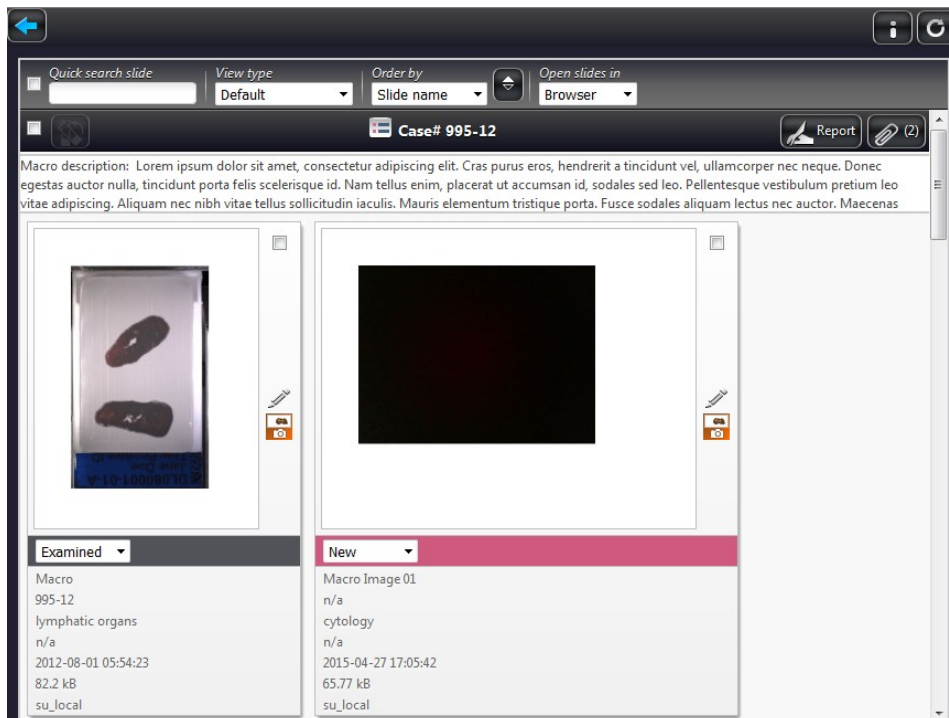 Quick search slide View type Order by Open slides in
Default Slide name Browser
Case# 995-12 Report (2)
Macro description: Lorem ipsum dolor sit amet, consectetur adipiscing elit. Cras purus eros, hendrerit a tincidunt vel, ullamcorper nec neque. Donec
egestas auctor nulla, tincidunt porta felis scelerisque id. Nam tellus enim, placerat ut accumsan id, sodales sed leo. Pellentesque vestibulum pretium leo
vitae adipiscing. Aliquam nec nibh vitae tellus sollicitudin iaculis. Mauris elementum tristique porta. Fusce sodales aliquam lectus nec auctor. Maecenas
Jane Doe
Examined
Macro
995-12
lymphatic organs
n/a
2012-08-01 05:54:23
82.2 kB
su_local
New
Macro Image 01
n/a
cytology
n/a
2015-04-27 17:05:42
65.77 kB
su_local